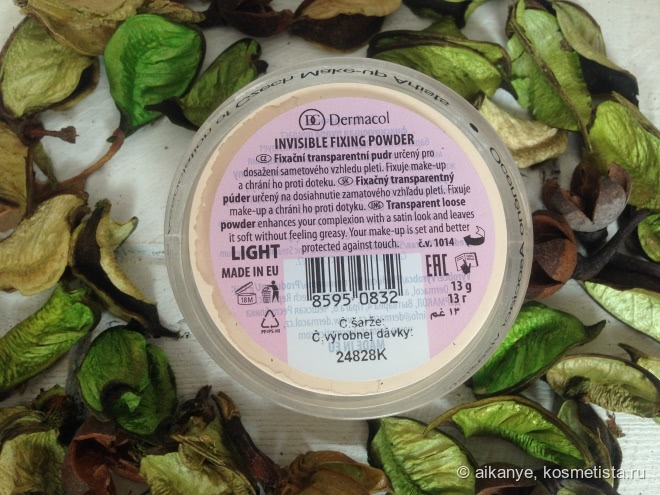 Dermacol
INVISIBLE FIXING POWDER
CZ Fixační transparentní pudr určený pro
dosažení sametového vzhledu pleti. Fixuje make-up
a chrání ho proti doteku. SK Fixačný transparentný
púder určený na dosiahnutie zamatového vzhľadu pleti. Fixuje
make-up a chráni ho proti dotyku. EN Transparent loose
powder enhances your complexion with a satin look and leaves
it soft without feeling greasy. Your make-up is set and better
protected against touch. č.v. 1014
LIGHT
MADE IN EU
18M
EAC
13 g
13 г
١٣ غم
8595 0832
Č.šarže:
Č.výrobnej dávky:
24828K
© aikanye, kosmetista.ru